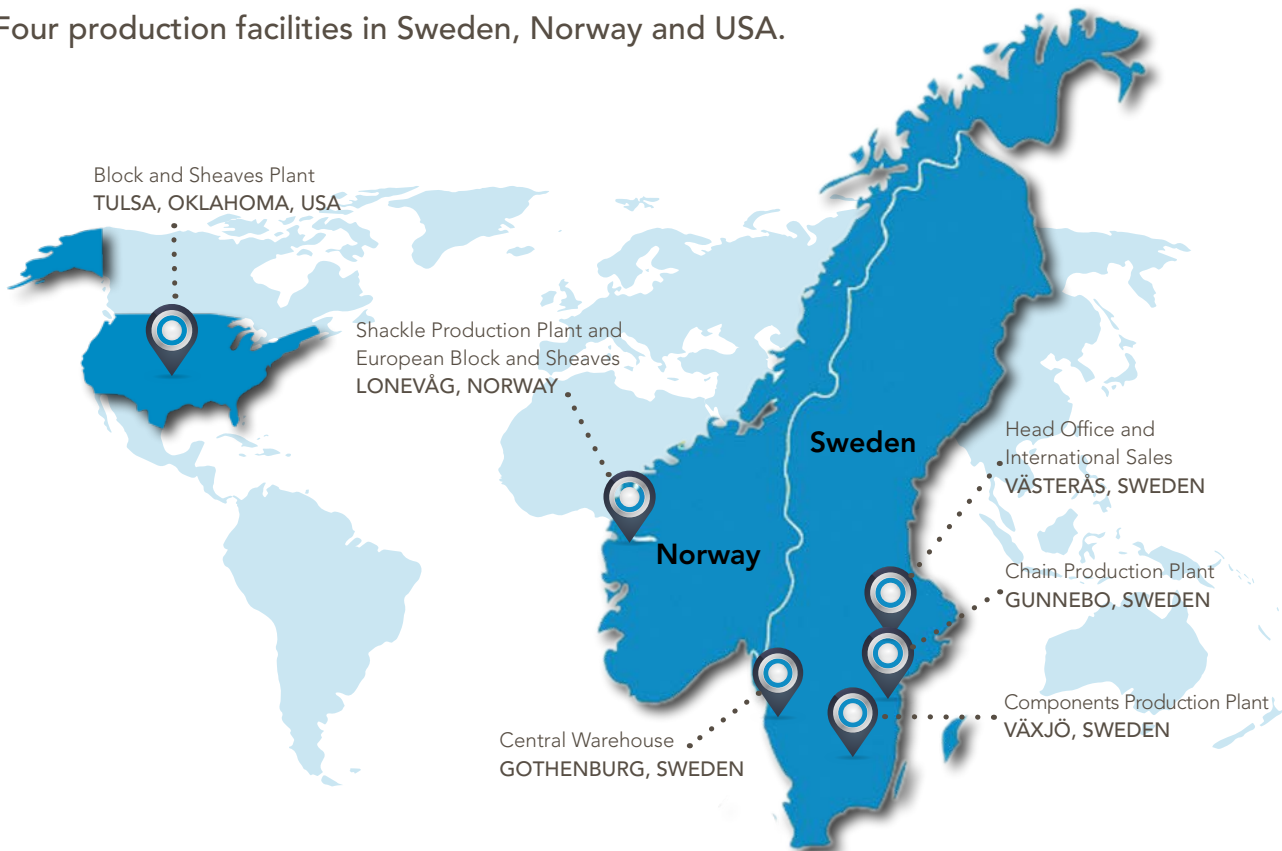 Four production facilities in Sweden, Norway and USA.
Block and Sheaves Plant
TULSA, OKLAHOMA, USA
Shackle Production Plant and
European Block and Sheaves
LONEVÅG, NORWAY
Sweden
Norway
Head Office and
International Sales
VÄSTERÅS, SWEDEN
Chain Production Plant
GUNNEBO, SWEDEN
Components Production Plant
VÄXJÖ, SWEDEN
Central Warehouse
GOTHENBURG, SWEDEN